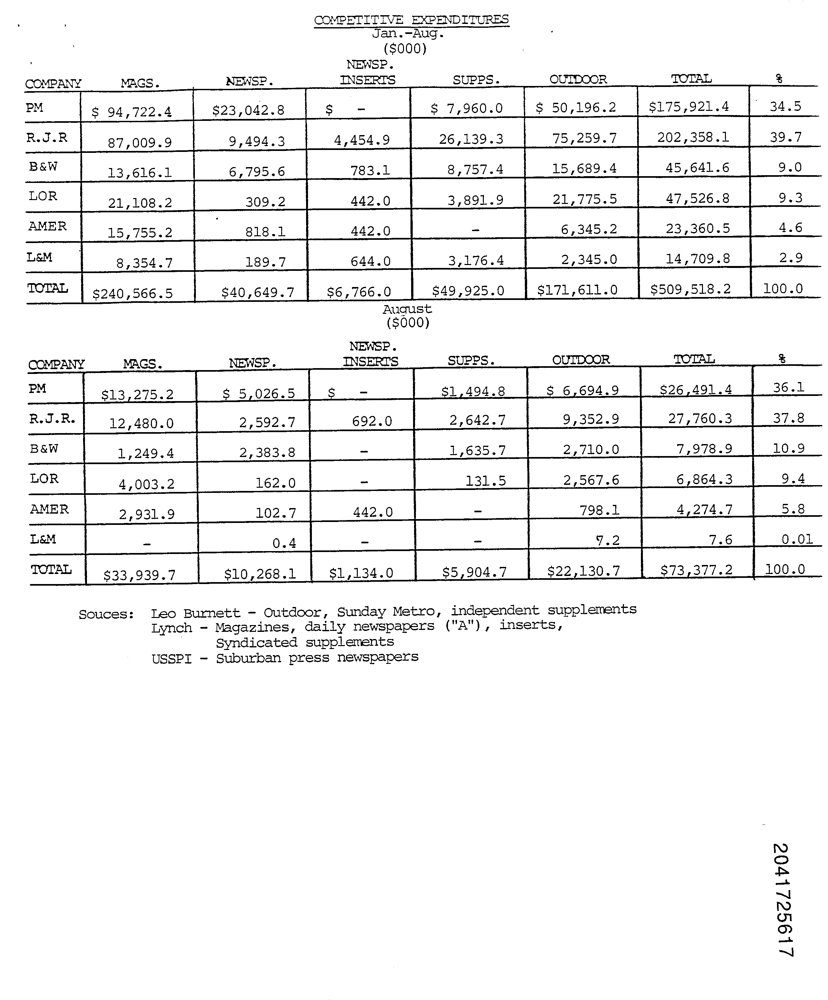 COMPETITIVE EXPENDITURES
Jan.-Aug.
($000)
NEWSP.
COMPANY MAGS. NEWSP. INSERTS SUPPS. OUTDOOR TOTAL %
PM $ 94,722.4 $23,042.8 $ - $ 7,960.0 $ 50,196.2 $175,921.4 34.5
R.J.R 87,009.9 9,494.3 4,454.9 26,139.3 75,259.7 202,358.1 39.7
B&W 13,616.1 6,795.6 783.1 8,757.4 15,689.4 45,641.6 9.0
LOR 21,108.2 309.2 442.0 3,891.9 21,775.5 47,526.8 9.3
AMER 15,755.2 818.1 442.0 - 6,345.2 23,360.5 4.6
L&M 8,354.7 189.7 644.0 3,176.4 2,345.0 14,709.8 2.9
TOTAL $240,566.5 $40,649.7 $6,766.0 $49,925.0 $171,611.0 $509,518.2 100.0
August
($000)
NEWSP.
COMPANY MAGS. NEWSP. INSERTS SUPPS. OUTDOOR TOTAL %
PM $13,275.2 $ 5,026.5 $ - $1,494.8 $ 6,694.9 $26,491.4 36.1
R.J.R. 12,480.0 2,592.7 692.0 2,642.7 9,352.9 27,760.3 37.8
B&W 1,249.4 2,383.8 - 1,635.7 2,710.0 7,978.9 10.9
LOR 4,003.2 162.0 - 131.5 2,567.6 6,864.3 9.4
AMER 2,931.9 102.7 442.0 - 798.1 4,274.7 5.8
L&M - 0.4 - - 7.2 7.6 0.01
TOTAL $33,939.7 $10,268.1 $1,134.0 $5,904.7 $22,130.7 $73,377.2 100.0
Souces: Leo Burnett - Outdoor, Sunday Metro, independent supplements
Lynch - Magazines, daily newspapers ("A"), inserts,
Syndicated supplements
USSPI - Suburban press newspapers
2041725617